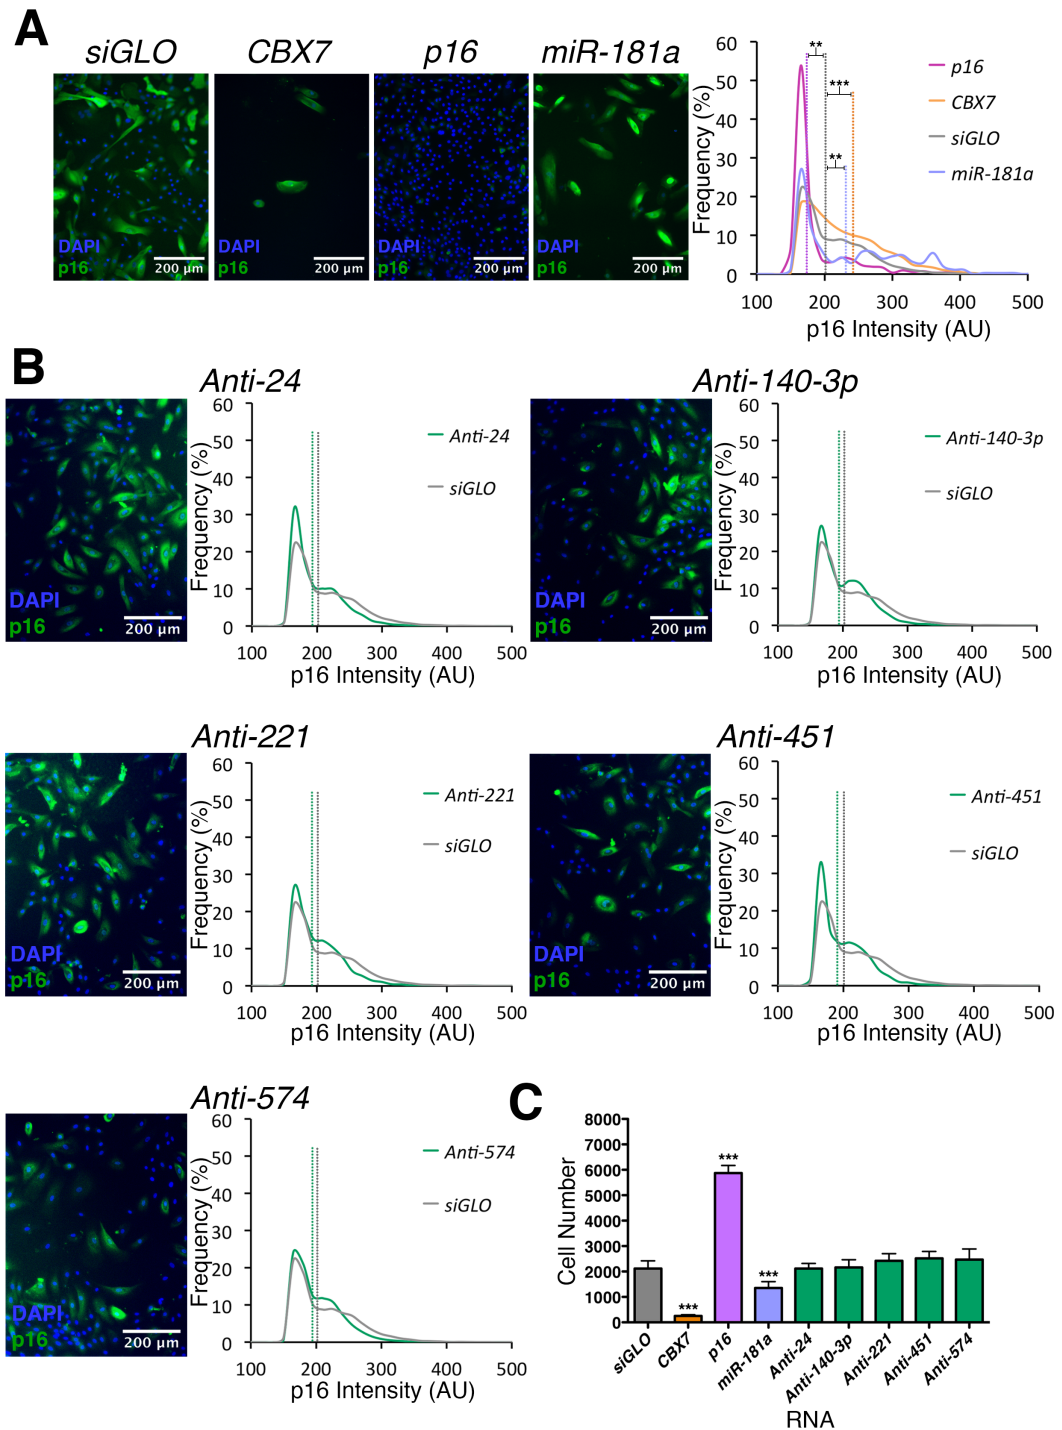 A
siGLO CBX7 p16 miR-181a
DAPI
p16
200 µm
DAPI
p16
200 µm
DAPI
p16
200 µm
DAPI
p16
200 µm
Frequency (%)
60
50
40
30
20
10
0
** *** **
p16
CBX7
siGLO
miR-181a
100 200 300 400 500
p16 Intensity (AU)
B
Anti-24
DAPI
p16
200 µm
Frequency (%)
60
50
40
30
20
10
0
Anti-24
siGLO
100 200 300 400 500
p16 Intensity (AU)
Anti-140-3p
DAPI
p16
200 µm
Frequency (%)
60
50
40
30
20
10
0
Anti-140-3p
siGLO
100 200 300 400 500
p16 Intensity (AU)
Anti-221
DAPI
p16
200 µm
Frequency (%)
60
50
40
30
20
10
0
Anti-221
siGLO
100 200 300 400 500
p16 Intensity (AU)
Anti-451
DAPI
p16
200 µm
Frequency (%)
60
50
40
30
20
10
0
Anti-451
siGLO
100 200 300 400 500
p16 Intensity (AU)
Anti-574
DAPI
p16
200 µm
Frequency (%)
60
50
40
30
20
10
0
Anti-574
siGLO
100 200 300 400 500
p16 Intensity (AU)
C
Cell Number
8000
7000
6000
5000
4000
3000
2000
1000
0
*** *** ***
siGLO CBX7 p16 miR-181a Anti-24 Anti-140-3p Anti-221 Anti-451 Anti-574
RNA